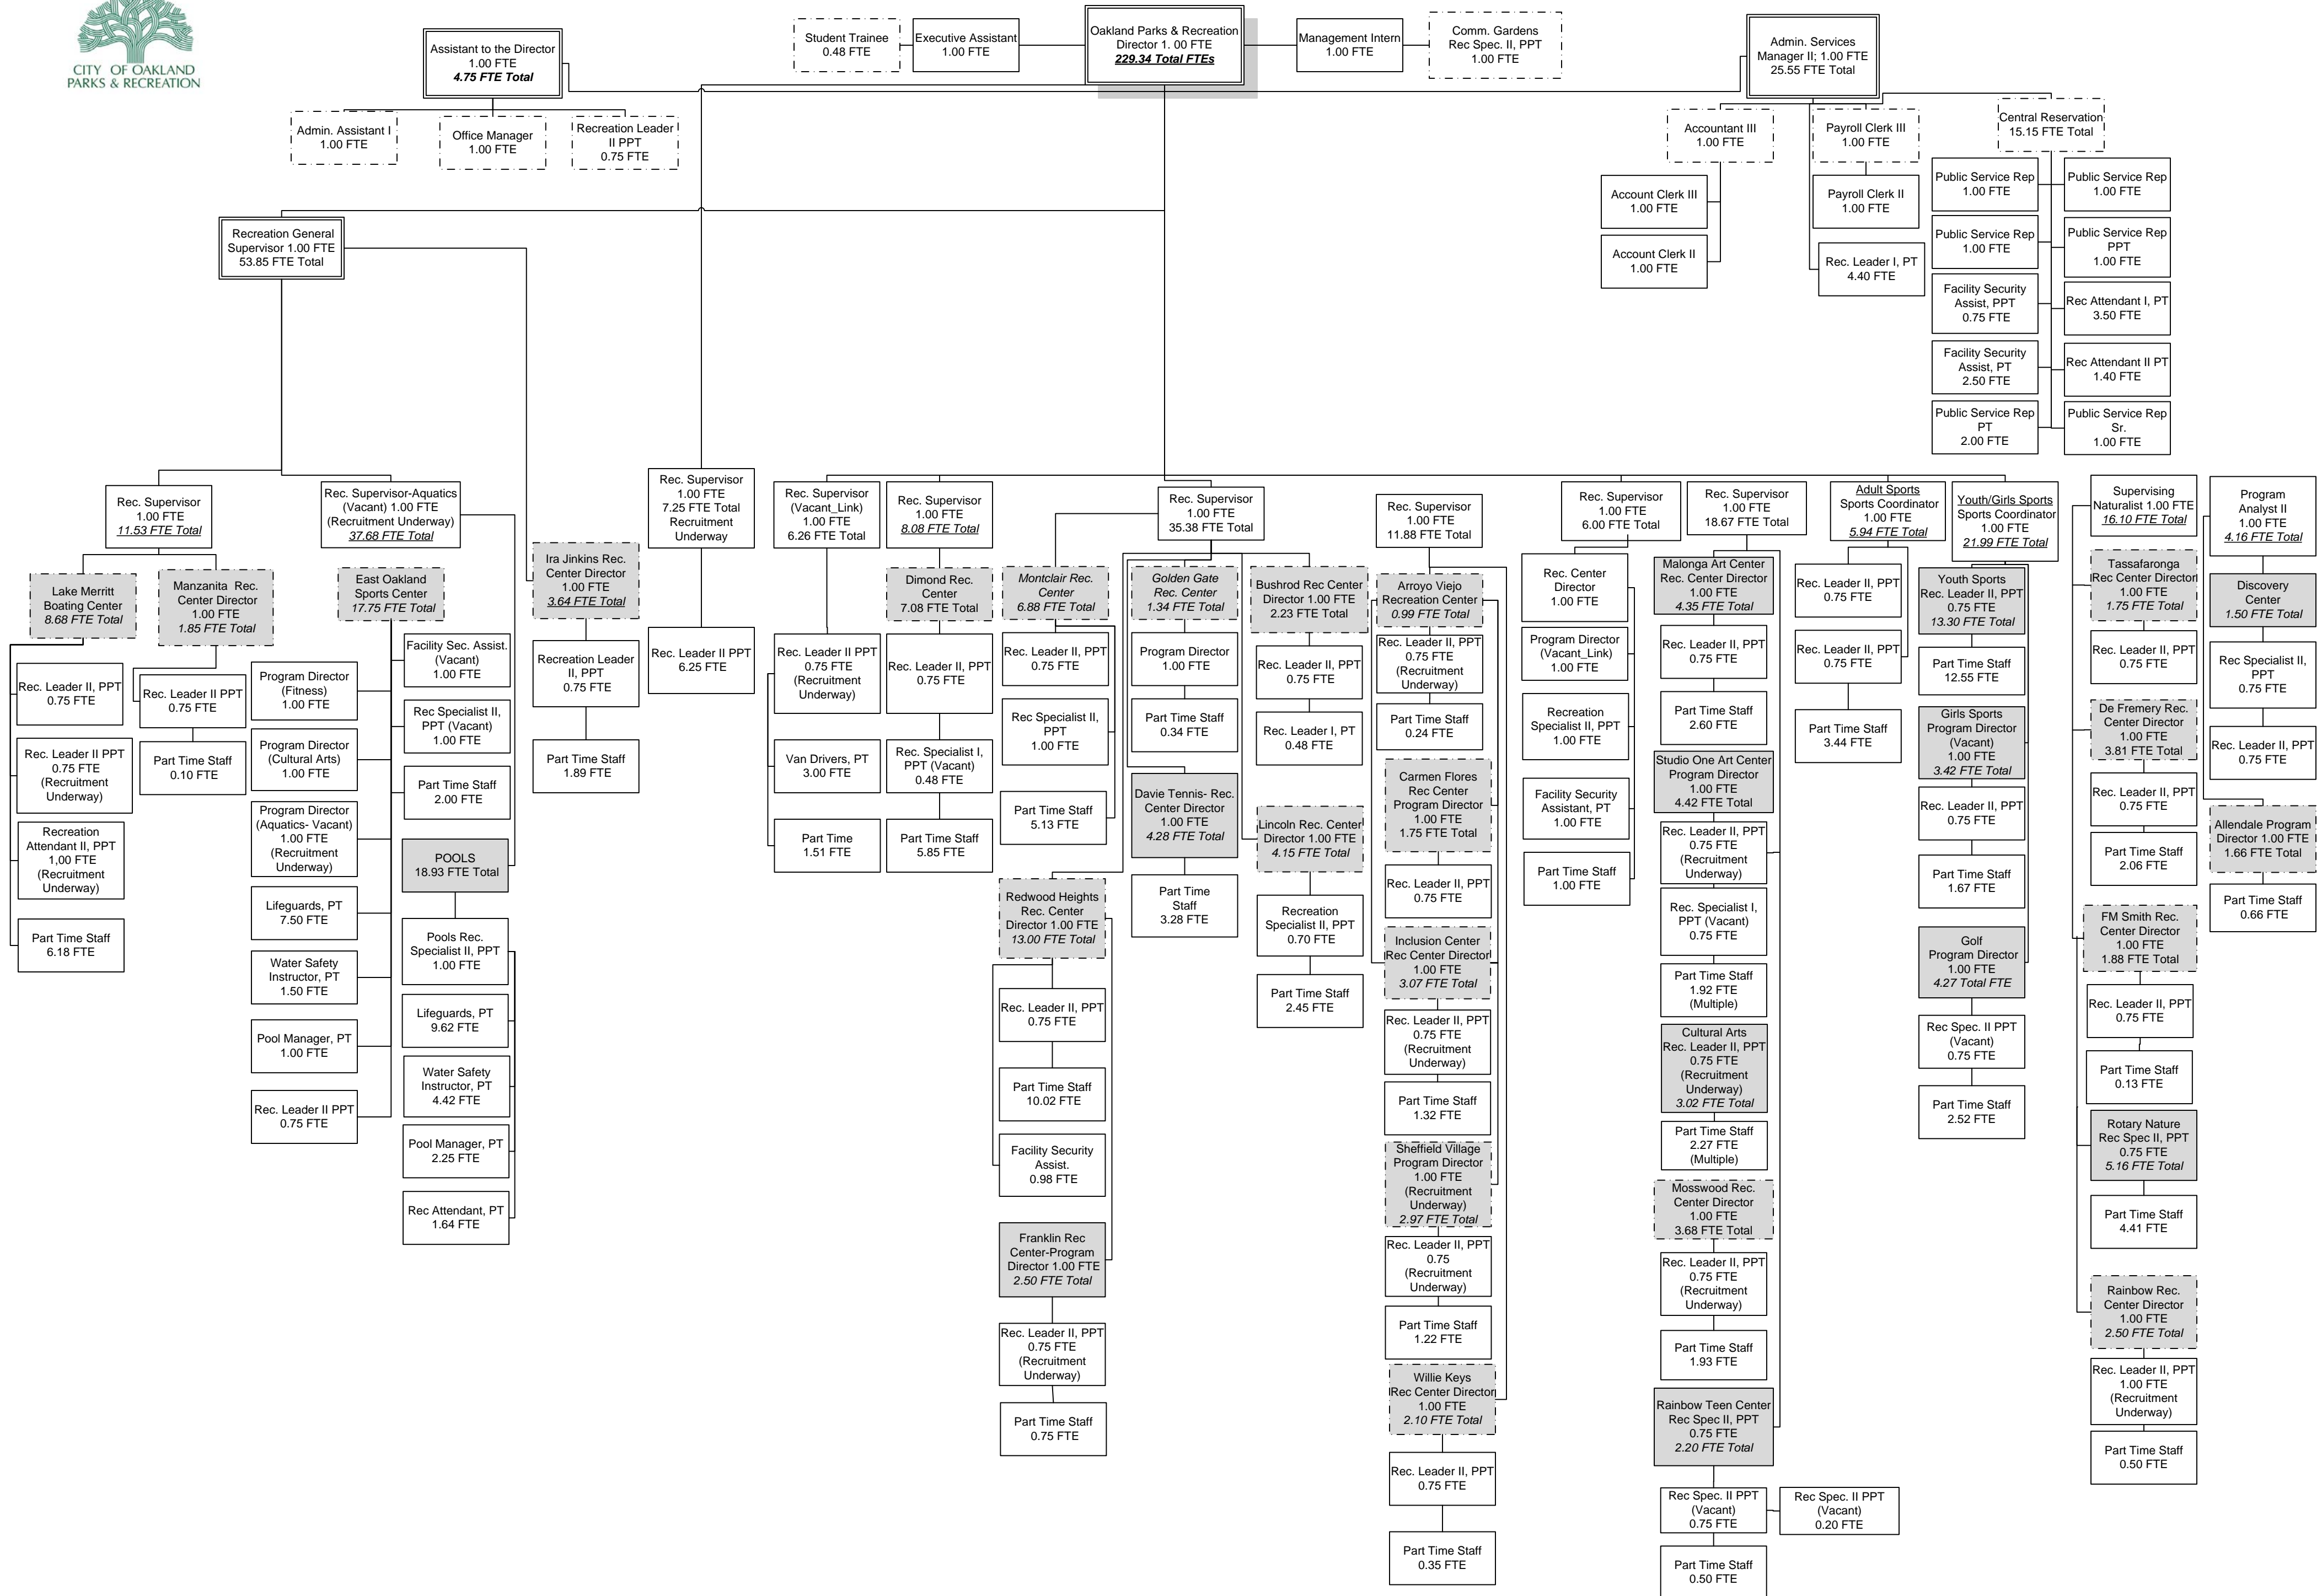 CITY OF OAKLAND
PARKS & RECREATION
Assistant to the Director
1.00 FTE
4.75 FTE Total
Student Trainee
0.48 FTE
Executive Assistant
1.00 FTE
Oakland Parks & Recreation
Director 1. 00 FTE
229.34 Total FTEs
Management Intern
1.00 FTE
Comm. Gardens
Rec Spec. II, PPT
1.00 FTE
Admin. Services
Manager II; 1.00 FTE
25.55 FTE Total
Admin. Assistant I
1.00 FTE
Office Manager
1.00 FTE
Recreation Leader
II PPT
0.75 FTE
Accountant III
1.00 FTE
Payroll Clerk III
1.00 FTE
Central Reservation
15.15 FTE Total
Account Clerk III
1.00 FTE
Account Clerk II
1.00 FTE
Payroll Clerk II
1.00 FTE
Rec. Leader I, PT
4.40 FTE
Public Service Rep
1.00 FTE
Public Service Rep
1.00 FTE
Public Service Rep
1.00 FTE
Public Service Rep
PPT
1.00 FTE
Facility Security
Assist, PPT
0.75 FTE
Rec Attendant I, PT
3.50 FTE
Facility Security
Assist, PT
2.50 FTE
Rec Attendant II PT
1.40 FTE
Public Service Rep
PT
2.00 FTE
Public Service Rep
Sr.
1.00 FTE
Recreation General
Supervisor 1.00 FTE
53.85 FTE Total
Rec. Supervisor
1.00 FTE
11.53 FTE Total
Lake Merritt
Boating Center
8.68 FTE Total
Rec. Leader II, PPT
0.75 FTE
Rec. Leader II PPT
0.75 FTE
(Recruitment
Underway)
Recreation
Attendant II, PPT
1,00 FTE
(Recruitment
Underway)
Part Time Staff
6.18 FTE
Manzanita Rec.
Center Director
1.00 FTE
1.85 FTE Total
Rec. Leader II PPT
0.75 FTE
Part Time Staff
0.10 FTE
Rec. Supervisor-Aquatics
(Vacant) 1.00 FTE
(Recruitment Underway)
37.68 FTE Total
East Oakland
Sports Center
17.75 FTE Total
Program Director
(Fitness)
1.00 FTE
Program Director
(Cultural Arts)
1.00 FTE
Program Director
(Aquatics- Vacant)
1.00 FTE
(Recruitment
Underway)
Lifeguards, PT
7.50 FTE
Water Safety
Instructor, PT
1.50 FTE
Pool Manager, PT
1.00 FTE
Rec. Leader II PPT
0.75 FTE
Facility Sec. Assist.
(Vacant)
1.00 FTE
Rec Specialist II,
PPT (Vacant)
1.00 FTE
Part Time Staff
2.00 FTE
POOLS
18.93 FTE Total
Pools Rec.
Specialist II, PPT
1.00 FTE
Lifeguards, PT
9.62 FTE
Water Safety
Instructor, PT
4.42 FTE
Pool Manager, PT
2.25 FTE
Rec Attendant, PT
1.64 FTE
Ira Jinkins Rec.
Center Director
1.00 FTE
3.64 FTE Total
Recreation Leader
II, PPT
0.75 FTE
Part Time Staff
1.89 FTE
Rec. Supervisor
1.00 FTE
7.25 FTE Total
Recruitment
Underway
Rec. Leader II PPT
6.25 FTE
Rec. Supervisor
(Vacant_Link)
1.00 FTE
6.26 FTE Total
Rec. Leader II PPT
0.75 FTE
(Recruitment
Underway)
Van Drivers, PT
3.00 FTE
Part Time
1.51 FTE
Rec. Supervisor
1.00 FTE
8.08 FTE Total
Dimond Rec.
Center
7.08 FTE Total
Rec. Leader II, PPT
0.75 FTE
Rec. Specialist I,
PPT (Vacant)
0.48 FTE
Part Time Staff
5.85 FTE
Rec. Supervisor
1.00 FTE
35.38 FTE Total
Montclair Rec.
Center
6.88 FTE Total
Rec. Leader II, PPT
0.75 FTE
Rec Specialist II,
PPT
1.00 FTE
Part Time Staff
5.13 FTE
Redwood Heights
Rec. Center
Director 1.00 FTE
13.00 FTE Total
Rec. Leader II, PPT
0.75 FTE
Part Time Staff
10.02 FTE
Facility Security
Assist.
0.98 FTE
Franklin Rec
Center-Program
Director 1.00 FTE
2.50 FTE Total
Rec. Leader II, PPT
0.75 FTE
(Recruitment
Underway)
Part Time Staff
0.75 FTE
Golden Gate
Rec. Center
1.34 FTE Total
Program Director
1.00 FTE
Part Time Staff
0.34 FTE
Davie Tennis- Rec.
Center Director
1.00 FTE
4.28 FTE Total
Part Time
Staff
3.28 FTE
Bushrod Rec Center
Director 1.00 FTE
2.23 FTE Total
Rec. Leader II, PPT
0.75 FTE
Rec. Leader I, PT
0.48 FTE
Lincoln Rec. Center
Director 1.00 FTE
4.15 FTE Total
Recreation
Specialist II, PPT
0.70 FTE
Part Time Staff
2.45 FTE
Rec. Supervisor
1.00 FTE
11.88 FTE Total
Arroyo Viejo
Recreation Center
0.99 FTE Total
Rec. Leader II, PPT
0.75 FTE
(Recruitment
Underway)
Part Time Staff
0.24 FTE
Carmen Flores
Rec Center
Program Director
1.00 FTE
1.75 FTE Total
Rec. Leader II, PPT
0.75 FTE
Inclusion Center
Rec Center Director
1.00 FTE
3.07 FTE Total
Rec. Leader II, PPT
0.75 FTE
(Recruitment
Underway)
Part Time Staff
1.32 FTE
Sheffield Village
Program Director
1.00 FTE
(Recruitment
Underway)
2.97 FTE Total
Rec. Leader II, PPT
0.75
(Recruitment
Underway)
Part Time Staff
1.22 FTE
Willie Keys
Rec Center Director
1.00 FTE
2.10 FTE Total
Rec. Leader II, PPT
0.75 FTE
Part Time Staff
0.35 FTE
Rec. Supervisor
1.00 FTE
6.00 FTE Total
Rec. Center
Director
1.00 FTE
Program Director
(Vacant_Link)
1.00 FTE
Recreation
Specialist II, PPT
1.00 FTE
Facility Security
Assistant, PT
1.00 FTE
Part Time Staff
1.00 FTE
Rec. Supervisor
1.00 FTE
18.67 FTE Total
Malonga Art Center
Rec. Center Director
1.00 FTE
4.35 FTE Total
Rec. Leader II, PPT
0.75 FTE
Part Time Staff
2.60 FTE
Studio One Art Center
Program Director
1.00 FTE
4.42 FTE Total
Rec. Leader II, PPT
0.75 FTE
(Recruitment
Underway)
Rec. Specialist I,
PPT (Vacant)
0.75 FTE
Part Time Staff
1.92 FTE
(Multiple)
Cultural Arts
Rec. Leader II, PPT
0.75 FTE
(Recruitment
Underway)
3.02 FTE Total
Part Time Staff
2.27 FTE
(Multiple)
Mosswood Rec.
Center Director
1.00 FTE
3.68 FTE Total
Rec. Leader II, PPT
0.75 FTE
(Recruitment
Underway)
Part Time Staff
1.93 FTE
Rainbow Teen Center
Rec Spec II, PPT
0.75 FTE
2.20 FTE Total
Rec Spec. II PPT
(Vacant)
0.75 FTE
Rec Spec. II PPT
(Vacant)
0.20 FTE
Part Time Staff
0.50 FTE
Adult Sports
Sports Coordinator
1.00 FTE
5.94 FTE Total
Rec. Leader II, PPT
0.75 FTE
Rec. Leader II, PPT
0.75 FTE
Part Time Staff
3.44 FTE
Youth/Girls Sports
Sports Coordinator
1.00 FTE
21.99 FTE Total
Youth Sports
Rec. Leader II, PPT
0.75 FTE
13.30 FTE Total
Part Time Staff
12.55 FTE
Girls Sports
Program Director
(Vacant)
1.00 FTE
3.42 FTE Total
Rec. Leader II, PPT
0.75 FTE
Part Time Staff
1.67 FTE
Golf
Program Director
1.00 FTE
4.27 Total FTE
Rec Spec. II PPT
(Vacant)
0.75 FTE
Part Time Staff
2.52 FTE
Supervising
Naturalist 1.00 FTE
16.10 FTE Total
Tassafaronga
Rec Center Director
1.00 FTE
1.75 FTE Total
Rec. Leader II, PPT
0.75 FTE
De Fremery Rec.
Center Director
1.00 FTE
3.81 FTE Total
Rec. Leader II, PPT
0.75 FTE
Part Time Staff
2.06 FTE
FM Smith Rec.
Center Director
1.00 FTE
1.88 FTE Total
Rec. Leader II, PPT
0.75 FTE
Part Time Staff
0.13 FTE
Rotary Nature
Rec Spec II, PPT
0.75 FTE
5.16 FTE Total
Part Time Staff
4.41 FTE
Rainbow Rec.
Center Director
1.00 FTE
2.50 FTE Total
Rec. Leader II, PPT
1.00 FTE
(Recruitment
Underway)
Part Time Staff
0.50 FTE
Program
Analyst II
1.00 FTE
4.16 FTE Total
Discovery
Center
1.50 FTE Total
Rec Specialist II,
PPT
0.75 FTE
Rec. Leader II, PPT
0.75 FTE
Allendale Program
Director 1.00 FTE
1.66 FTE Total
Part Time Staff
0.66 FTE